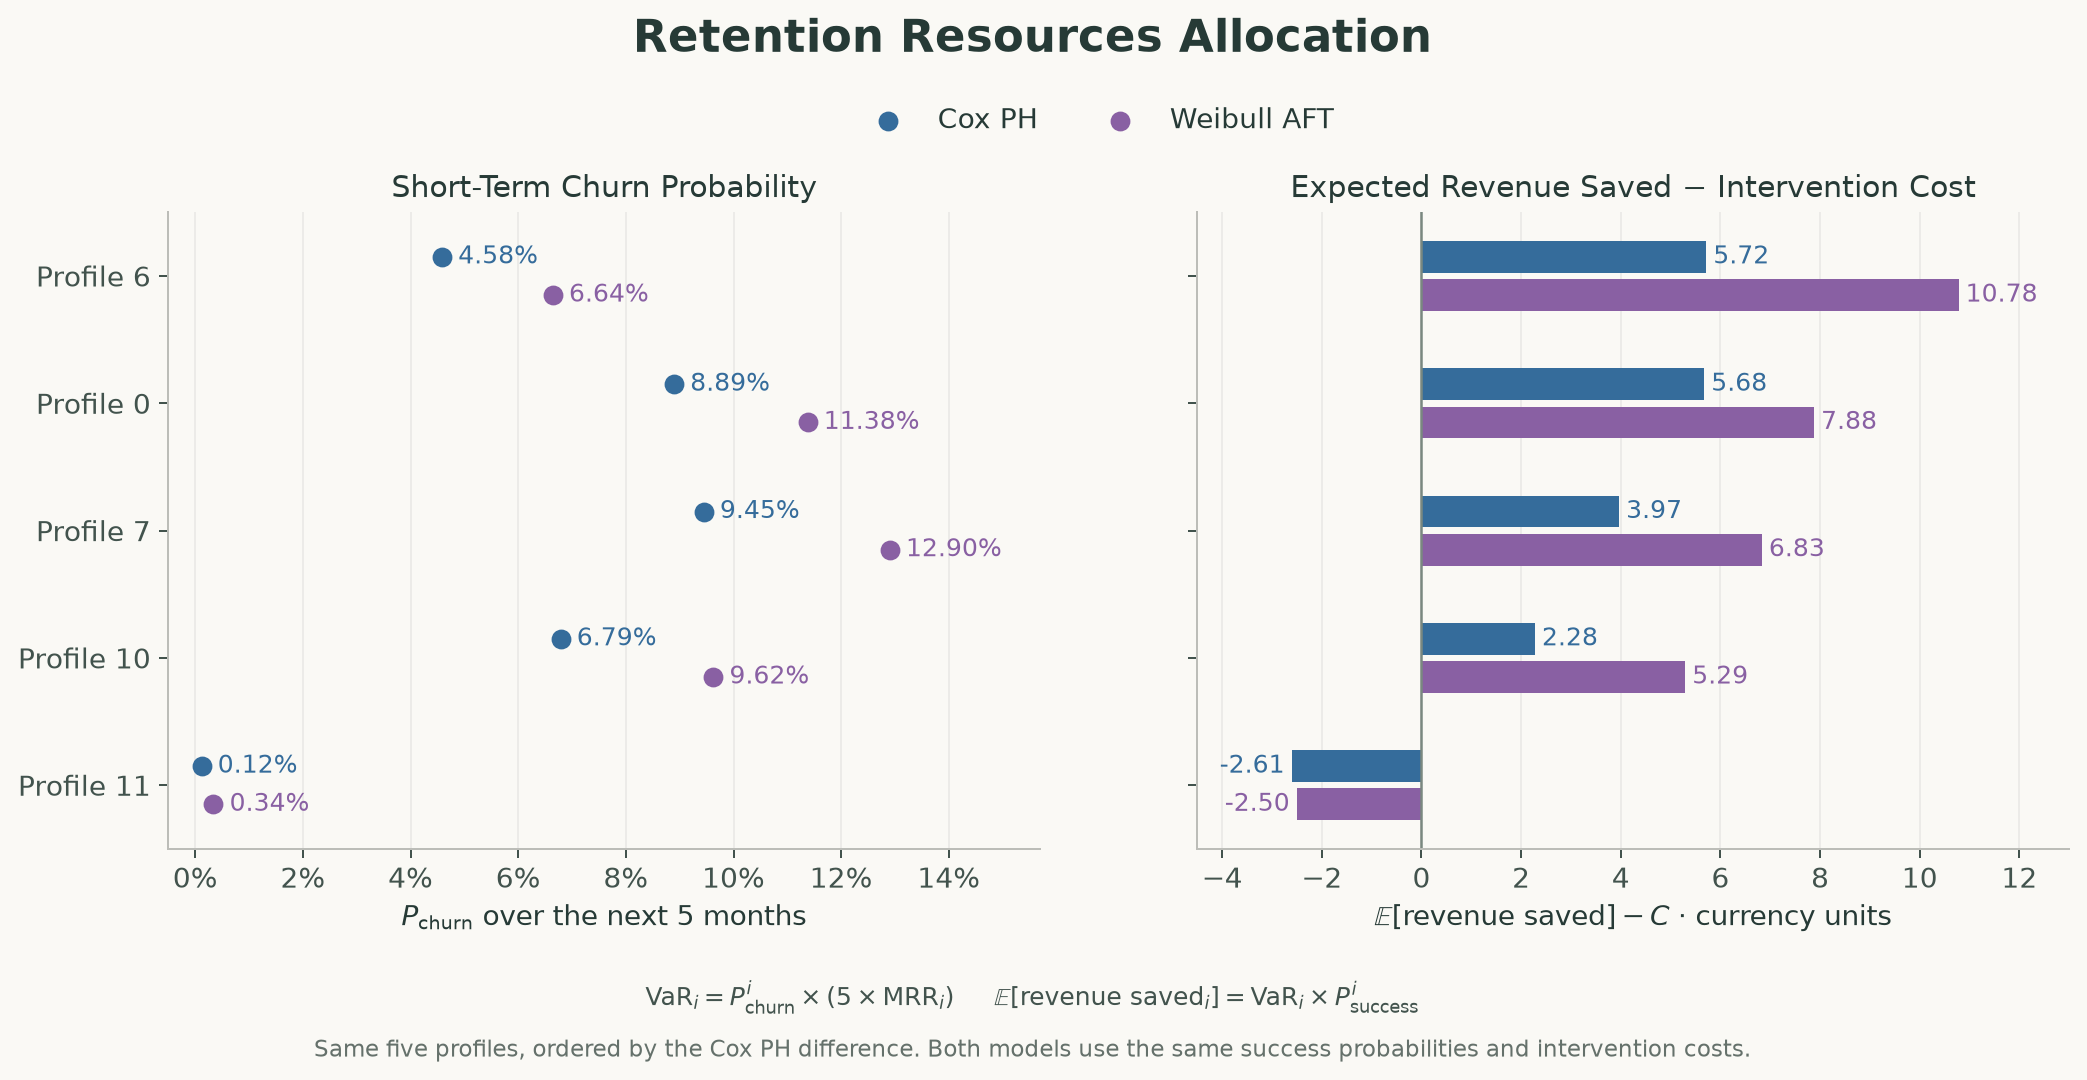 Retention Resources Allocation
Cox PH
Weibull AFT
Short-Term Churn Probability
Profile 6
4.58%
6.64%
Profile 0
8.89%
11.38%
Profile 7
9.45%
12.90%
Profile 10
6.79%
9.62%
Profile 11
0.12%
0.34%
0% 2% 4% 6% 8% 10% 12% 14%
P_churn over the next 5 months
Expected Revenue Saved − Intervention Cost
5.72
10.78
5.68
7.88
3.97
6.83
2.28
5.29
-2.61
-2.50
−4 −2 0 2 4 6 8 10 12
𝔼[revenue saved] − C · currency units
VaR_i = P^i_churn × (5 × MRR_i) 𝔼[revenue saved_i] = VaR_i × P^i_success
Same five profiles, ordered by the Cox PH difference. Both models use the same success probabilities and intervention costs.